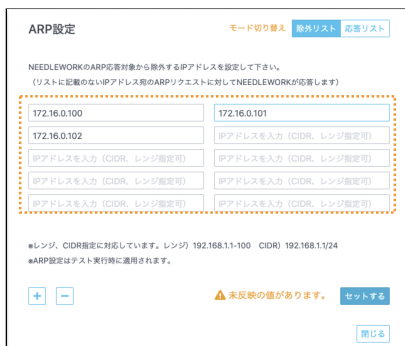 ARP設定
モード切り替え 除外リスト 応答リスト
NEEDLEWORKのARP応答対象から除外するIPアドレスを設定して下さい。
（リストに記載のないIPアドレス宛のARPリクエストに対してNEEDLEWORKが応答します）
172.16.0.100 172.16.0.101
172.16.0.102 IPアドレスを入力（CIDR、レンジ指定可）
IPアドレスを入力（CIDR、レンジ指定可） IPアドレスを入力（CIDR、レンジ指定可）
IPアドレスを入力（CIDR、レンジ指定可） IPアドレスを入力（CIDR、レンジ指定可）
IPアドレスを入力（CIDR、レンジ指定可） IPアドレスを入力（CIDR、レンジ指定可）
※レンジ、CIDR指定に対応しています。レンジ）192.168.1.1-100 CIDR）192.168.1.1/24
※ARP設定はテスト実行時に適用されます。
+ − 未反映の値があります。 セットする
閉じる